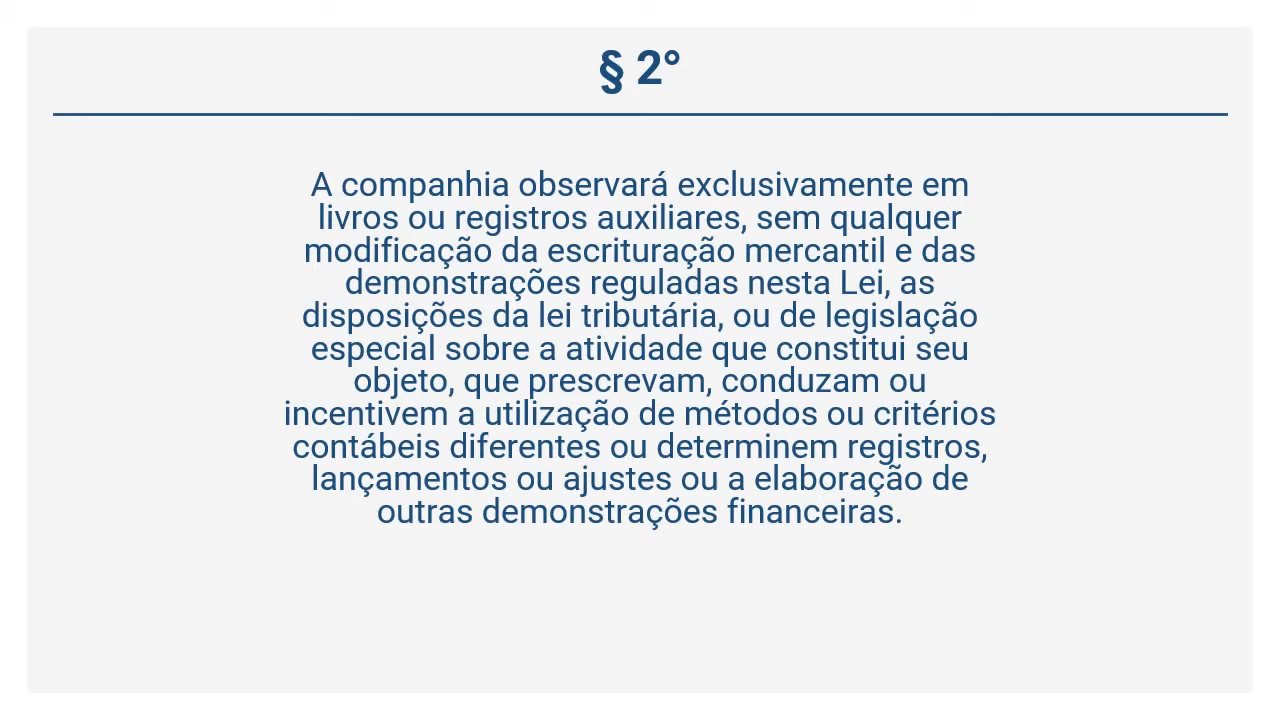 § 2°
A companhia observará exclusivamente em
livros ou registros auxiliares, sem qualquer
modificação da escrituração mercantil e das
demonstrações reguladas nesta Lei, as
disposições da lei tributária, ou de legislação
especial sobre a atividade que constitui seu
objeto, que prescrevam, conduzam ou
incentivem a utilização de métodos ou critérios
contábeis diferentes ou determinem registros,
lançamentos ou ajustes ou a elaboração de
outras demonstrações financeiras.